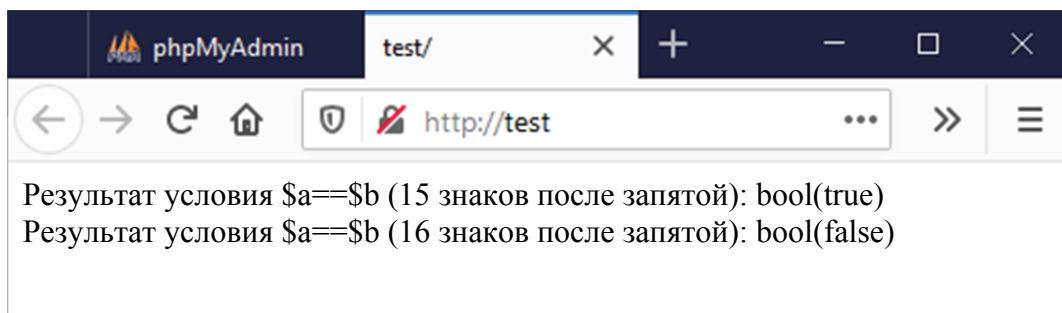 phpMyAdmin
test/
http://test
Результат условия $a==$b (15 знаков после запятой): bool(true)
Результат условия $a==$b (16 знаков после запятой): bool(false)